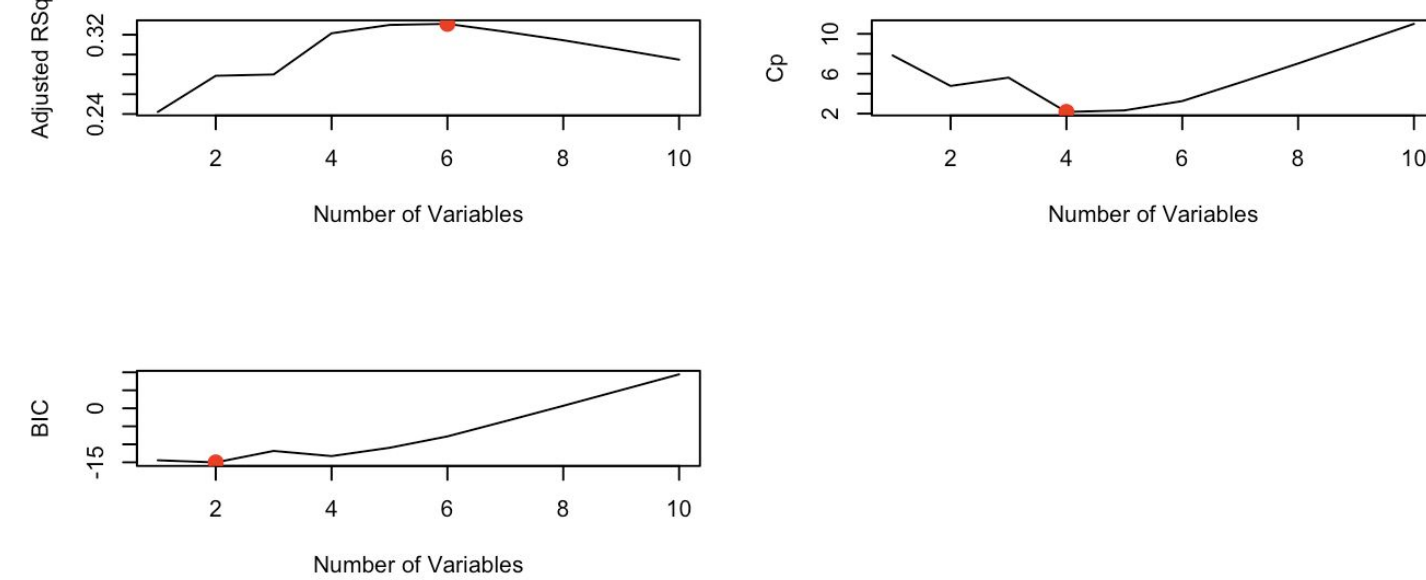 Adjusted RSq
0.32
0.24
2 4 6 8 10
Number of Variables
Cp
10
6
2
2 4 6 8 10
Number of Variables
BIC
0
-15
2 4 6 8 10
Number of Variables